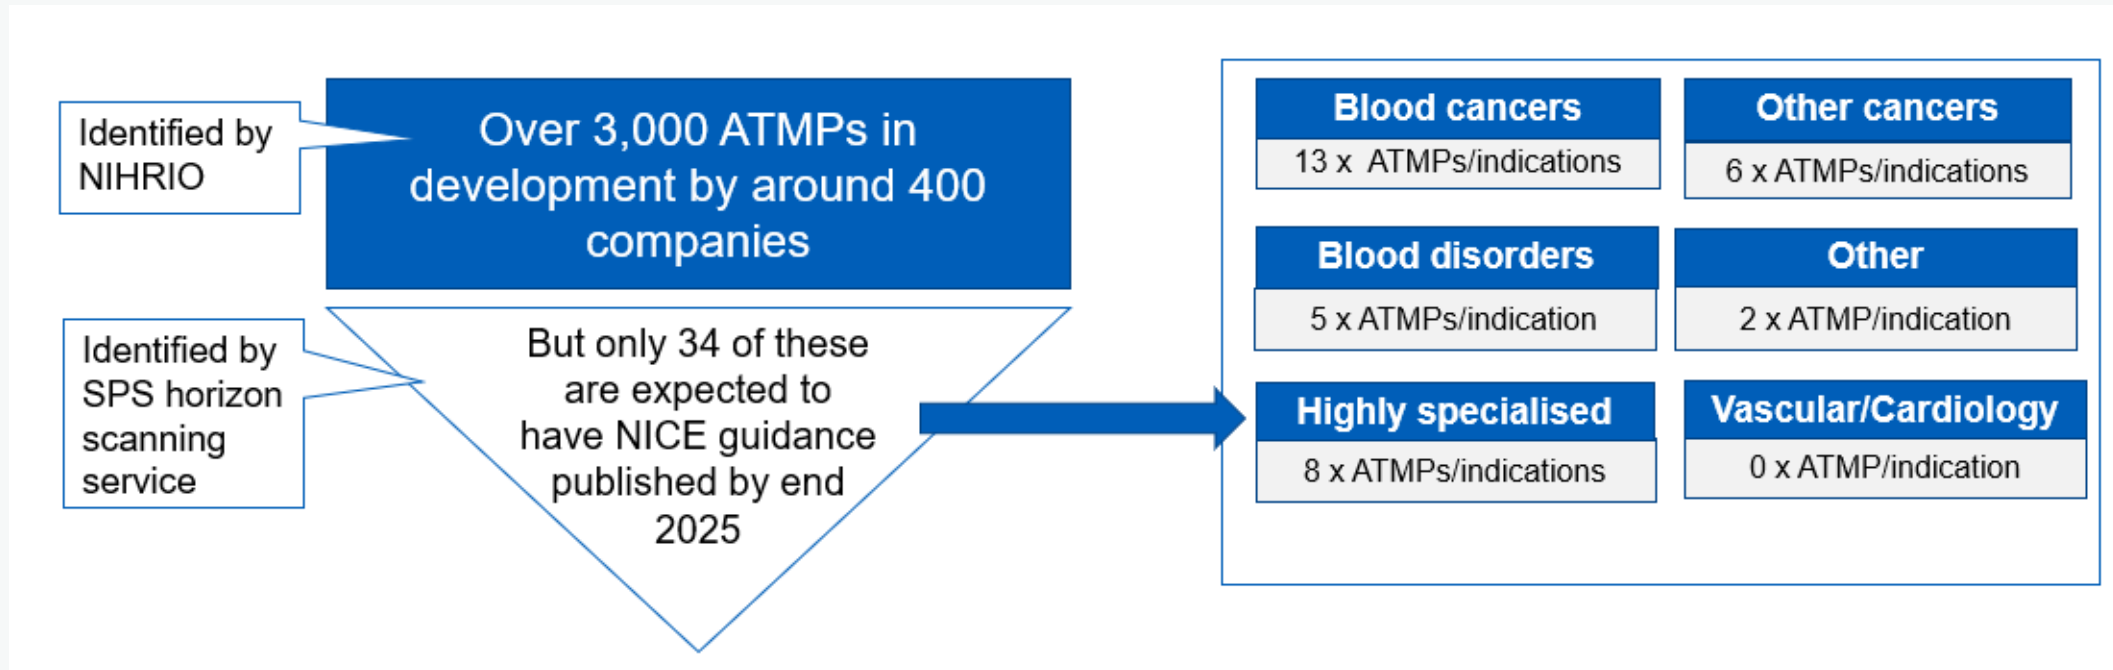 Identified by
NIHRIO
Over 3,000 ATMPs in
development by around 400
companies
Identified by
SPS horizon
scanning
service
But only 34 of these
are expected to
have NICE guidance
published by end
2025
Blood cancers
13 x  ATMPs/indications
Other cancers
6 x ATMPs/indications
Blood disorders
5 x ATMPs/indication
Other
2 x ATMP/indication
Highly specialised
8 x ATMPs/indications
Vascular/Cardiology
0 x ATMP/indication